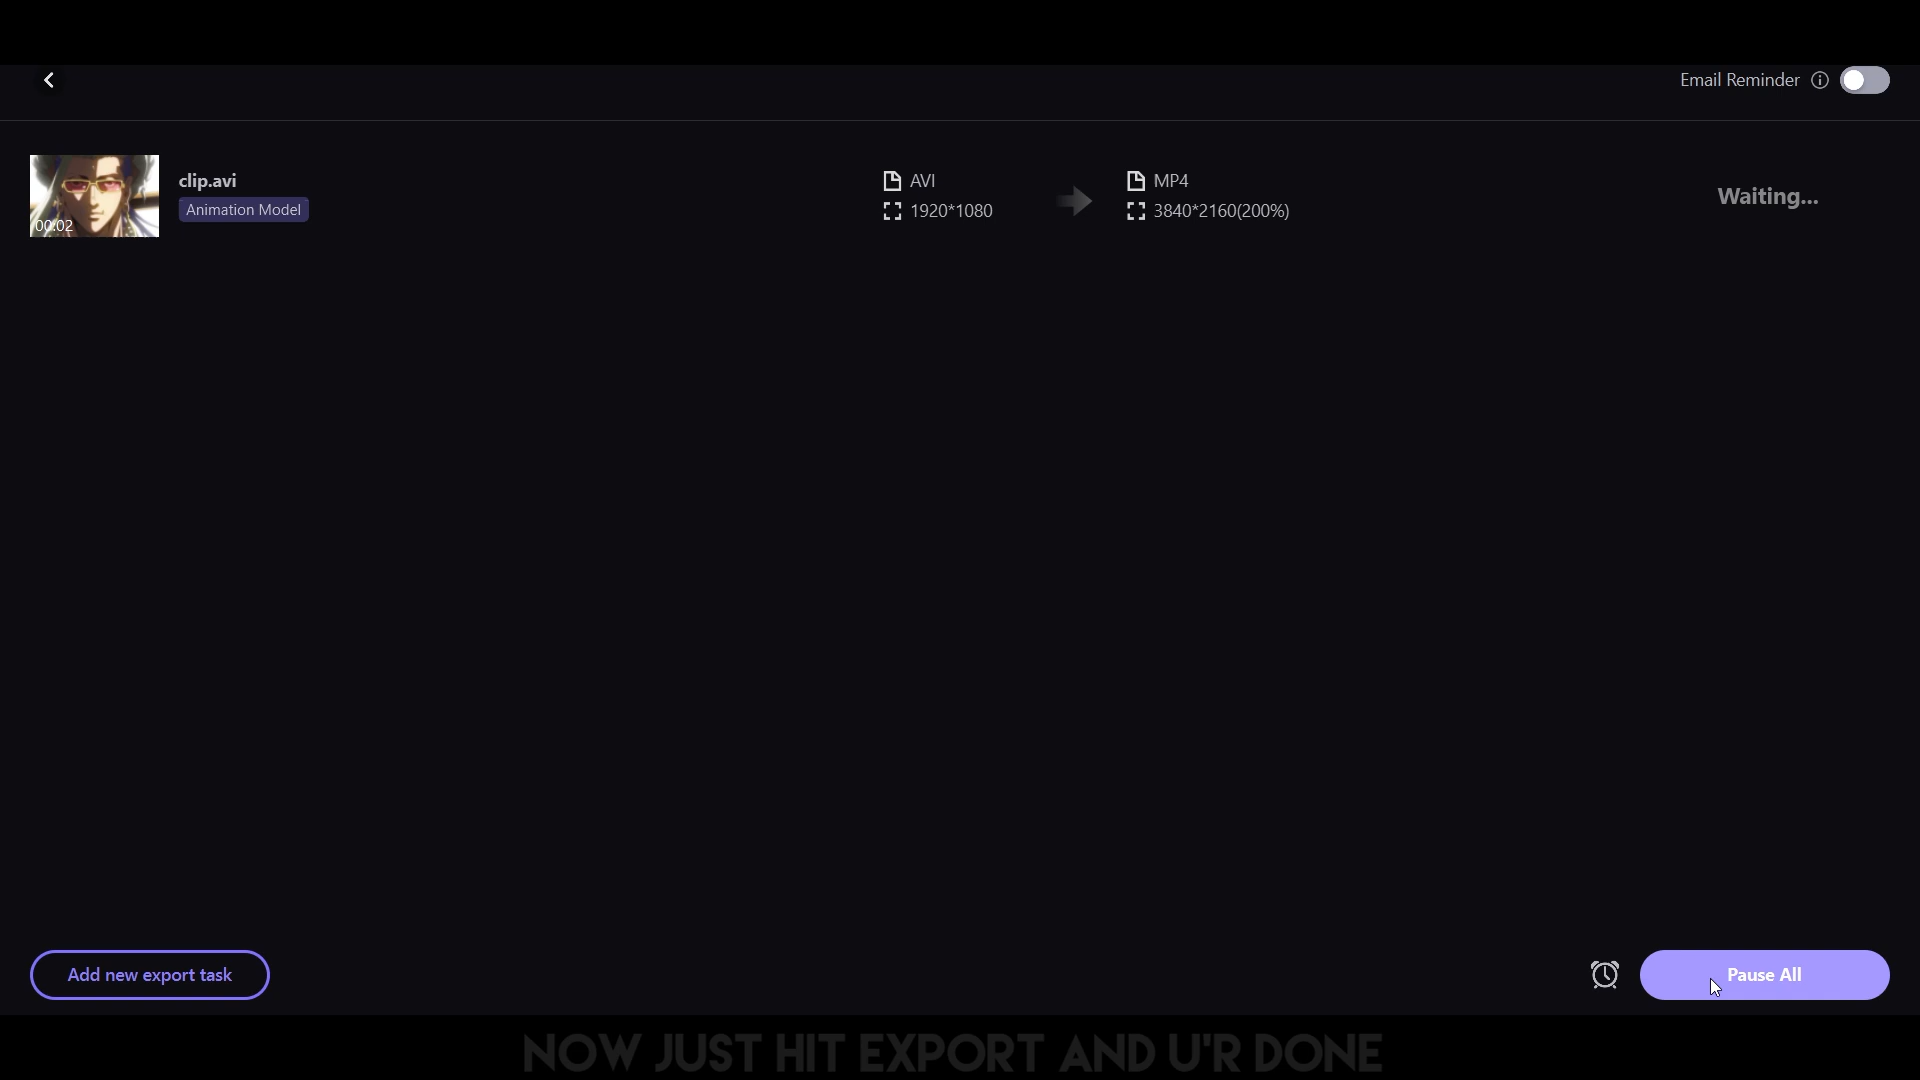 Email Reminder
clip.avi
Animation Model
00:02
AVI
1920*1080
MP4
3840*2160(200%)
Waiting...
Add new export task
Pause All
NOW JUST HIT EXPORT AND U'R DONE